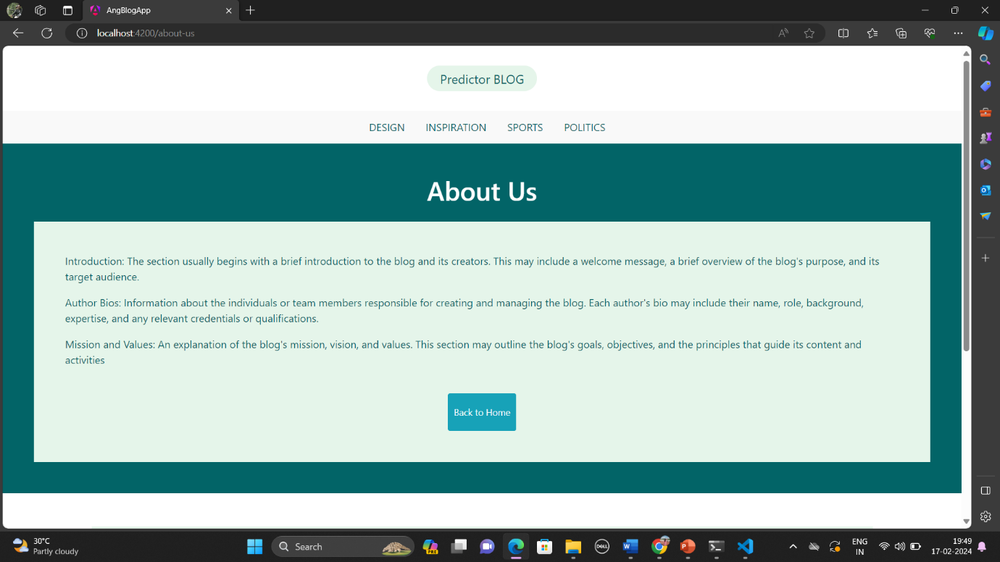 AngBlogApp
localhost:4200/about-us
Predictor BLOG
DESIGN INSPIRATION SPORTS POLITICS
About Us
Introduction: The section usually begins with a brief introduction to the blog and its creators. This may include a welcome message, a brief overview of the blog's purpose, and its
target audience.
Author Bios: Information about the individuals or team members responsible for creating and managing the blog. Each author's bio may include their name, role, background,
expertise, and any relevant credentials or qualifications.
Mission and Values: An explanation of the blog's mission, vision, and values. This section may outline the blog's goals, objectives, and the principles that guide its content and
activities
Back to Home
30°C
Partly cloudy
Search
PRE
DELL
W
P
ENG
IN
19:49
17-02-2024